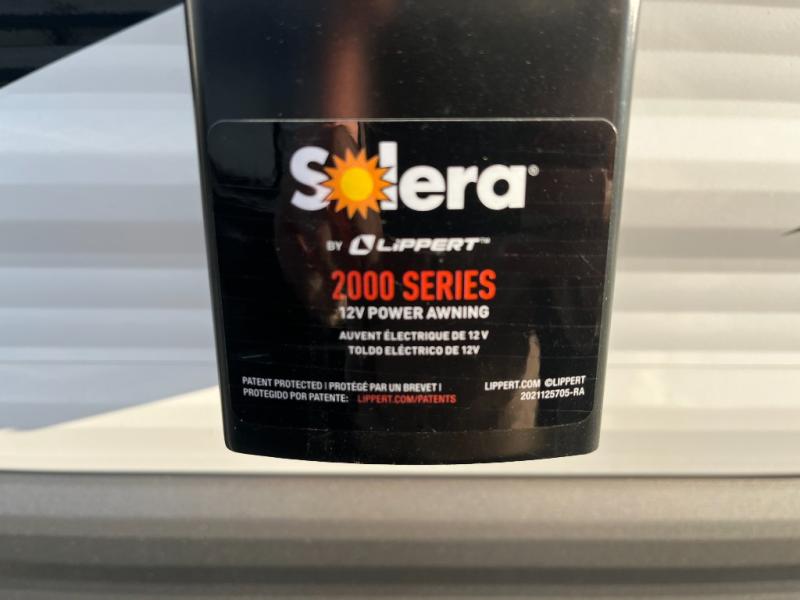 Solera®
BY LIPPERT™
2000 SERIES
12V POWER AWNING
AUVENT ÉLECTRIQUE DE 12 V
TOLDO ELÉCTRICO DE 12V
PATENT PROTECTED | PROTÉGÉ PAR UN BREVET |
PROTEGIDO POR PATENTE: LIPPERT.COM/PATENTS
LIPPERT.COM ©LIPPERT
2021125705-RA